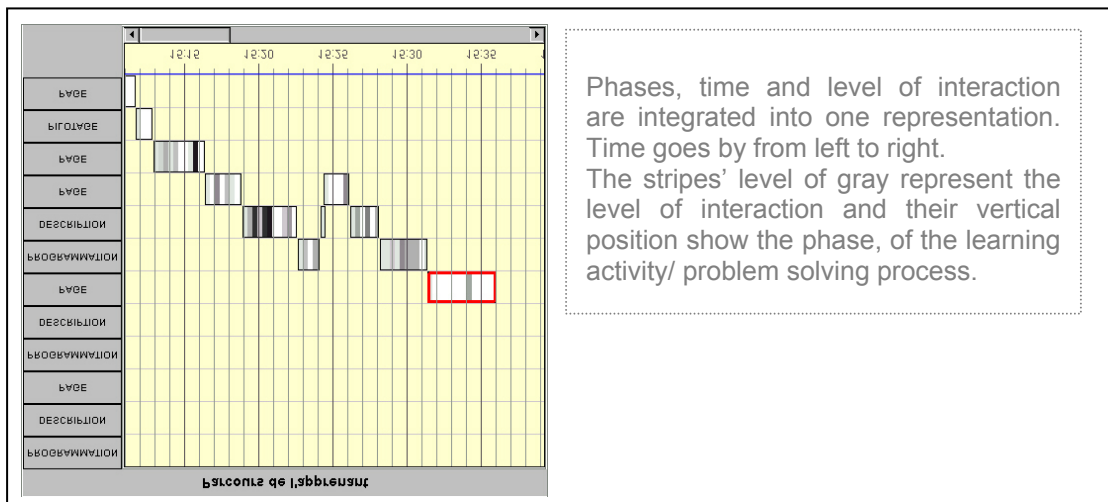 15:15 15:20 15:25 15:30 15:35
PAGE
PILOTAGE
PAGE
PAGE
DESCRIPTION
PROGRAMMATION
PAGE
DESCRIPTION
PROGRAMMATION
PAGE
DESCRIPTION
PROGRAMMATION
Parcours de l'apprenant
Phases, time and level of interaction
are integrated into one representation.
Time goes by from left to right.
The stripes’ level of gray represent the
level of interaction and their vertical
position show the phase, of the learning
activity/ problem solving process.